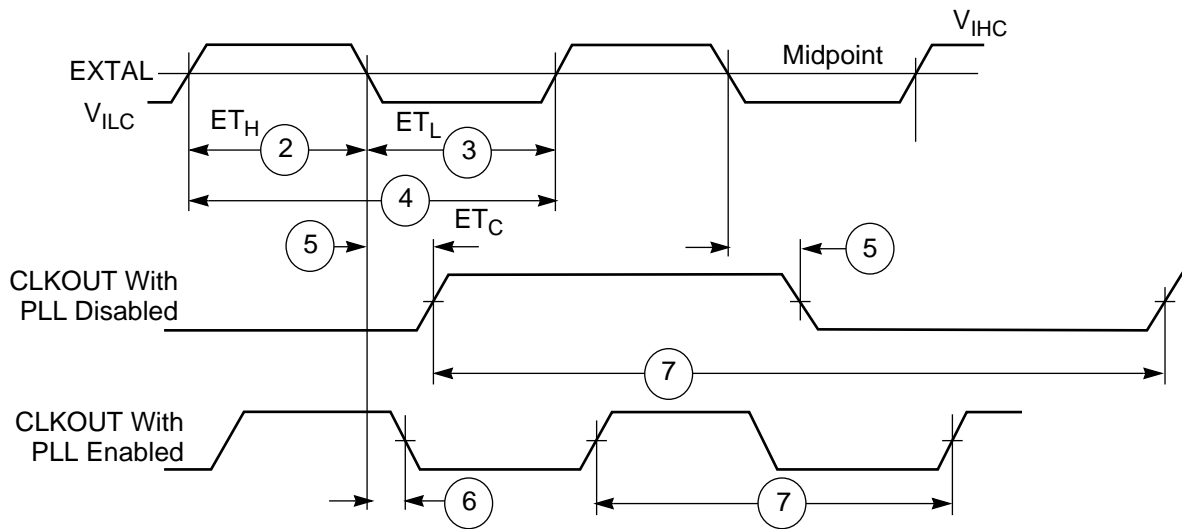 V_IHC
EXTAL
Midpoint
V_ILC
ET_H
ET_L
2
3
4
ET_C
5
5
CLKOUT With
PLL Disabled
7
CLKOUT With
PLL Enabled
6
7